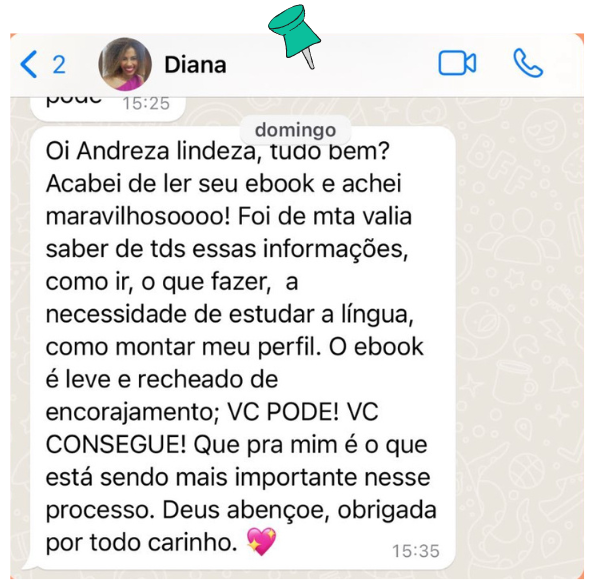 2
Diana
pode 15:25
domingo
Oi Andreza lindeza, tudo bem?
Acabei de ler seu ebook e achei
maravilhosoooo! Foi de mta valia
saber de tds essas informações,
como ir, o que fazer,  a
necessidade de estudar a língua,
como montar meu perfil. O ebook
é leve e recheado de
encorajamento; VC PODE! VC
CONSEGUE! Que pra mim é o que
está sendo mais importante nesse
processo. Deus abençoe, obrigada
por todo carinho. 💖
15:35